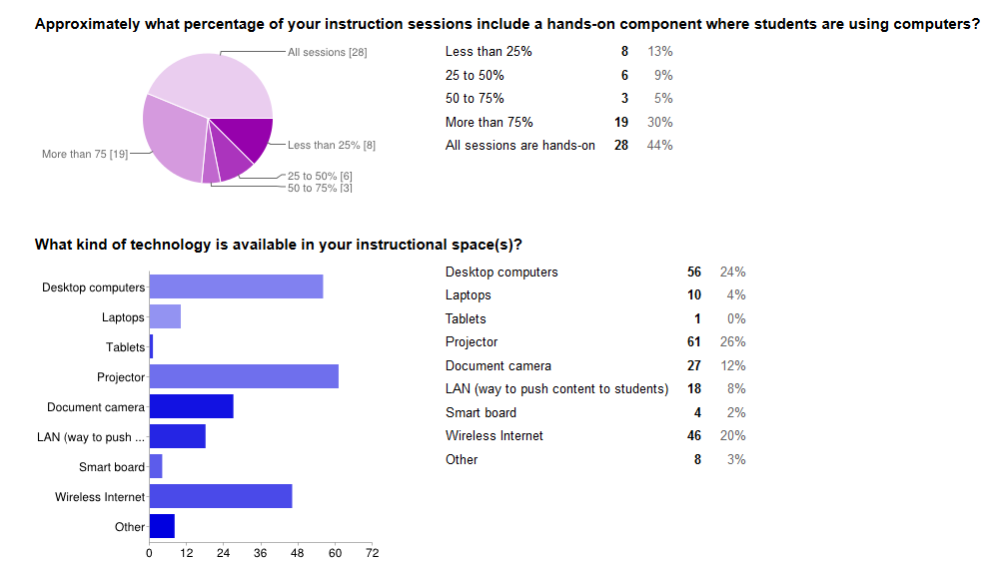 Approximately what percentage of your instruction sessions include a hands-on component where students are using computers?
All sessions [28]
More than 75 [19]
Less than 25% [8]
25 to 50% [6]
50 to 75% [3]
Less than 25% 8 13%
25 to 50% 6 9%
50 to 75% 3 5%
More than 75% 19 30%
All sessions are hands-on 28 44%
What kind of technology is available in your instructional space(s)?
Desktop computers
Laptops
Tablets
Projector
Document camera
LAN (way to push ...
Smart board
Wireless Internet
Other
0 12 24 36 48 60 72
Desktop computers 56 24%
Laptops 10 4%
Tablets 1 0%
Projector 61 26%
Document camera 27 12%
LAN (way to push content to students) 18 8%
Smart board 4 2%
Wireless Internet 46 20%
Other 8 3%